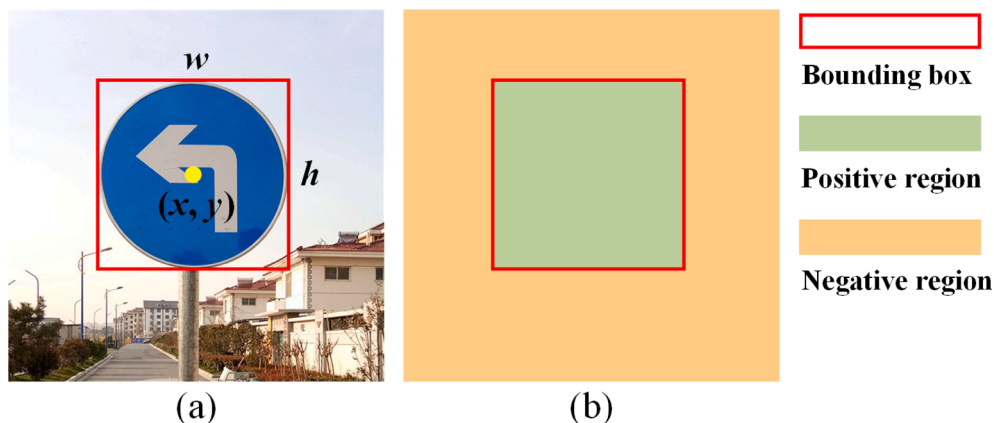 w
h
(x, y)
(a)
(b)
Bounding box
Positive region
Negative region